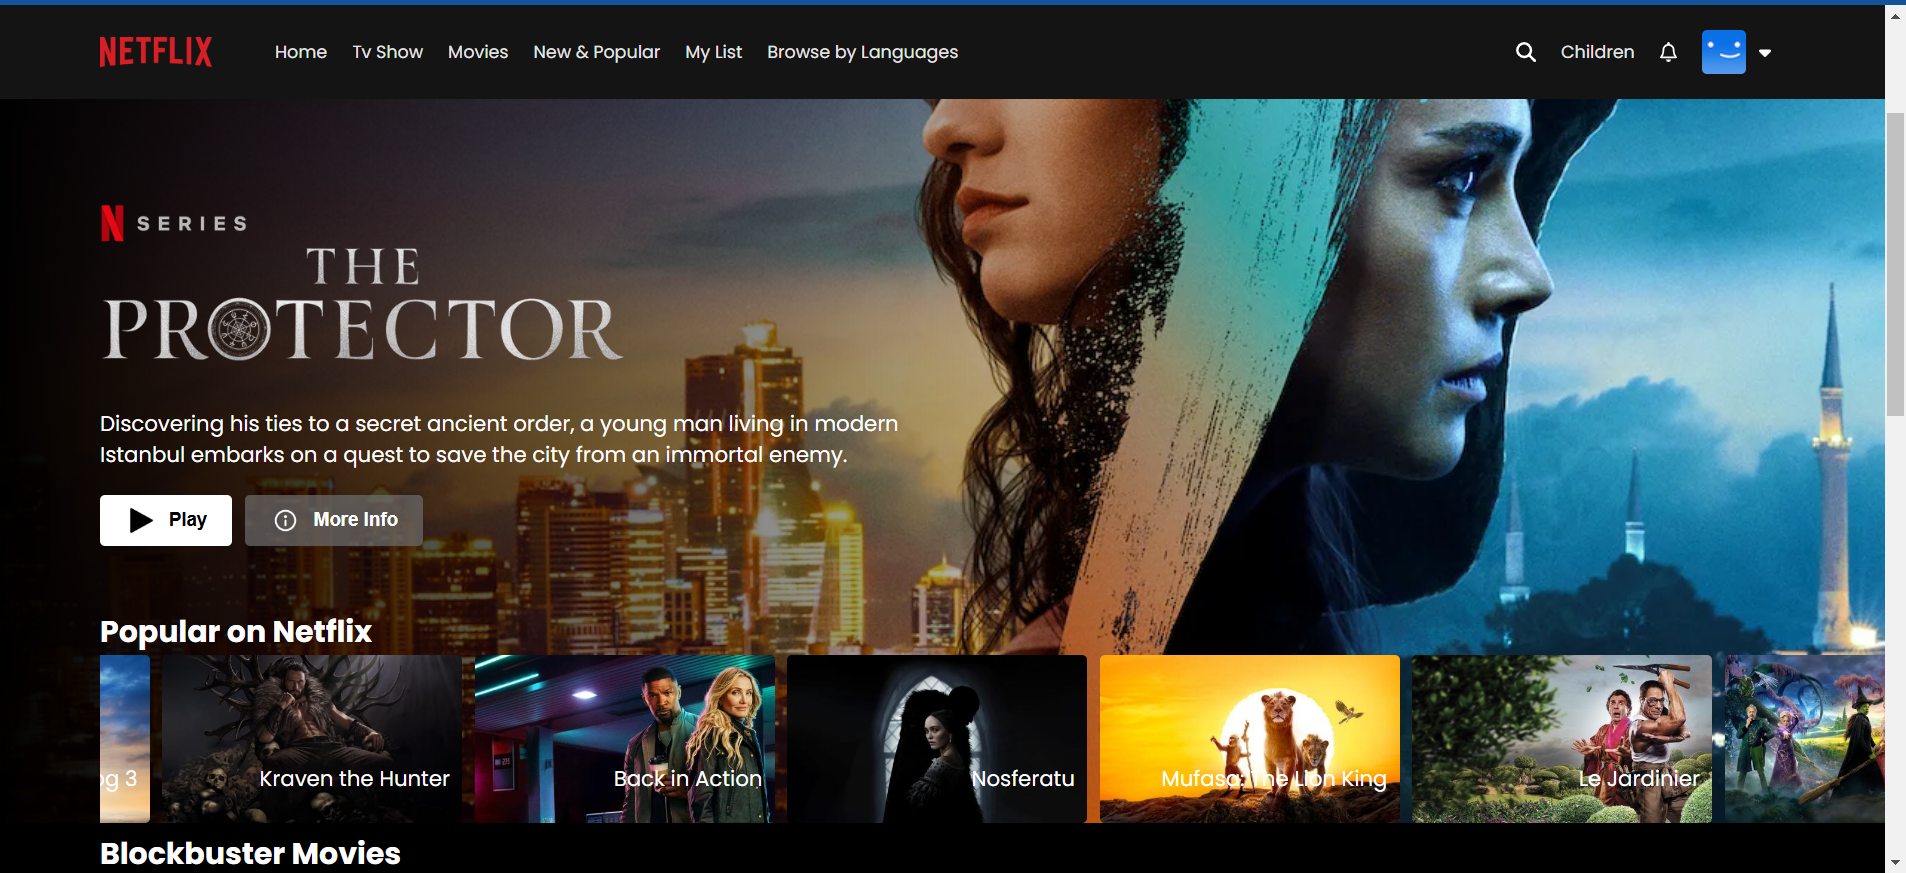 NETFLIX
Home Tv Show Movies New & Popular My List Browse by Languages
Children
N SERIES
THE
PROTECTOR
Discovering his ties to a secret ancient order, a young man living in modern
Istanbul embarks on a quest to save the city from an immortal enemy.
Play More Info
Popular on Netflix
og 3 Kraven the Hunter Back in Action Nosferatu Mufasa: The Lion King Le Jardinier
Blockbuster Movies